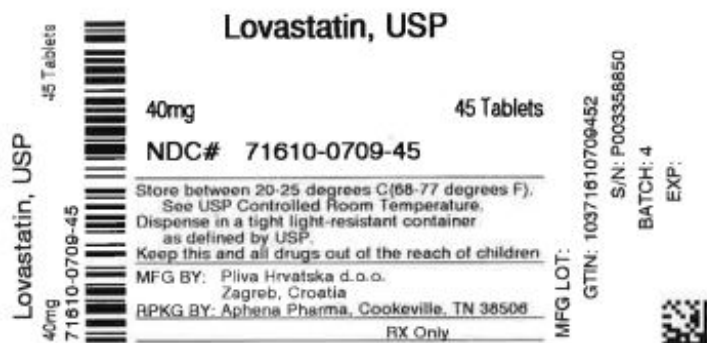 Lovastatin, USP
40mg 45 Tablets
NDC# 71610-0709-45
Store between 20-25 degrees C(68-77 degrees F).
See USP Controlled Room Temperature.
Dispense in a tight light-resistant container
as defined by USP.
Keep this and all drugs out of the reach of children
MFG BY: Pliva Hrvatska d.o.o.
Zagreb, Croatia
RPKG BY: Aphena Pharma, Cookeville, TN 38506
RX Only
Lovastatin, USP
40mg 45 Tablets
71610-0709-45
MFG LOT:
GTIN: 10371610709452
S/N: P003358850
BATCH: 4
EXP: